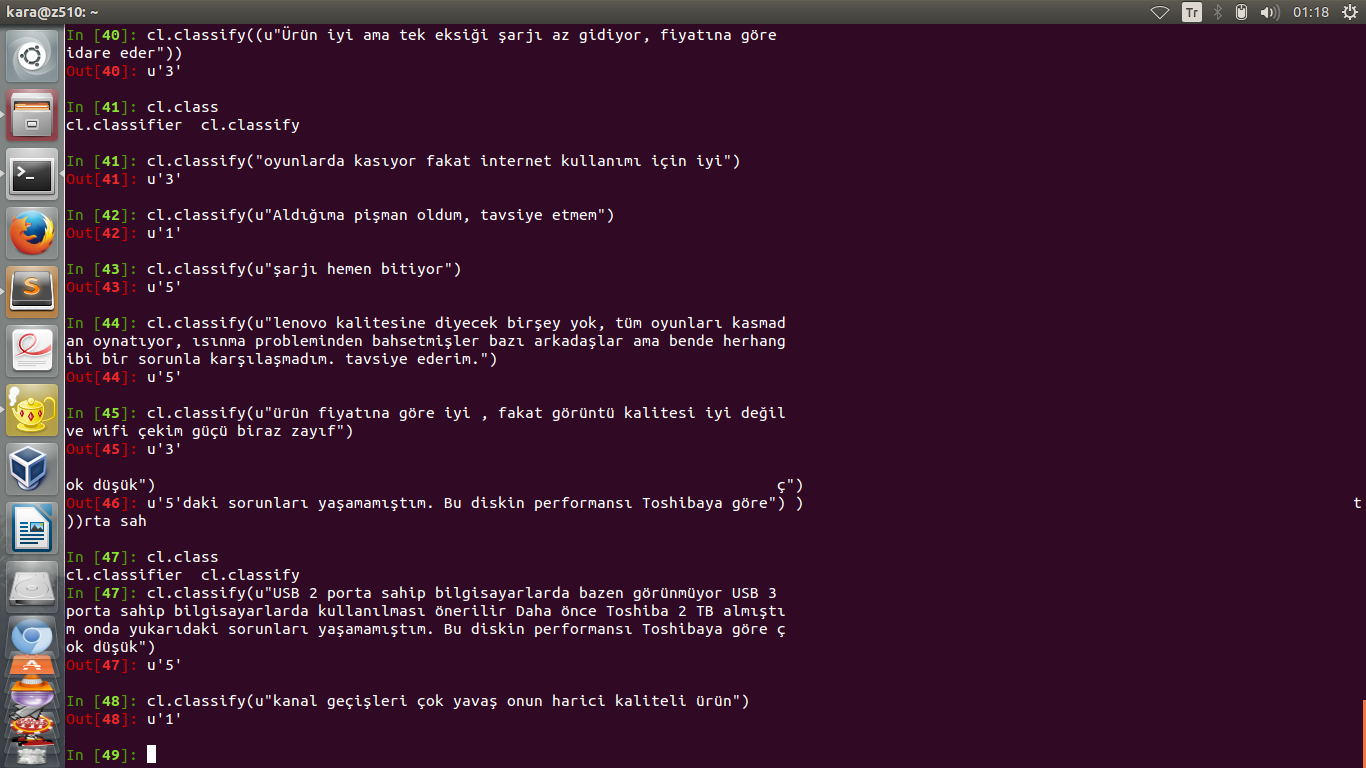 kara@z510: ~
Tr
01:18
In [40]: cl.classify((u"Ürün iyi ama tek eksiği şarjı az gidiyor, fiyatına göre
idare eder"))
Out[40]: u'3'
In [41]: cl.class
cl.classifier  cl.classify
In [41]: cl.classify("oyunlarda kasıyor fakat internet kullanımı için iyi")
Out[41]: u'3'
In [42]: cl.classify(u"Aldığıma pişman oldum, tavsiye etmem")
Out[42]: u'1'
In [43]: cl.classify(u"şarjı hemen bitiyor")
Out[43]: u'5'
In [44]: cl.classify(u"lenovo kalitesine diyecek birşey yok, tüm oyunları kasmad
an oynatıyor, ısınma probleminden bahsetmişler bazı arkadaşlar ama bende herhang
ibi bir sorunla karşılaşmadım. tavsiye ederim.")
Out[44]: u'5'
In [45]: cl.classify(u"ürün fiyatına göre iyi , fakat görüntü kalitesi iyi değil
ve wifi çekim güçü biraz zayıf")
Out[45]: u'3'
ok düşük") ç")
Out[46]: u'5'daki sorunları yaşamamıştım. Bu diskin performansı Toshibaya göre") ) t
))rta sah
In [47]: cl.class
cl.classifier  cl.classify
In [47]: cl.classify(u"USB 2 porta sahip bilgisayarlarda bazen görünmüyor USB 3
porta sahip bilgisayarlarda kullanılması önerilir Daha önce Toshiba 2 TB almıştı
m onda yukarıdaki sorunları yaşamamıştım. Bu diskin performansı Toshibaya göre ç
ok düşük")
Out[47]: u'5'
In [48]: cl.classify(u"kanal geçişleri çok yavaş onun harici kaliteli ürün")
Out[48]: u'1'
In [49]: